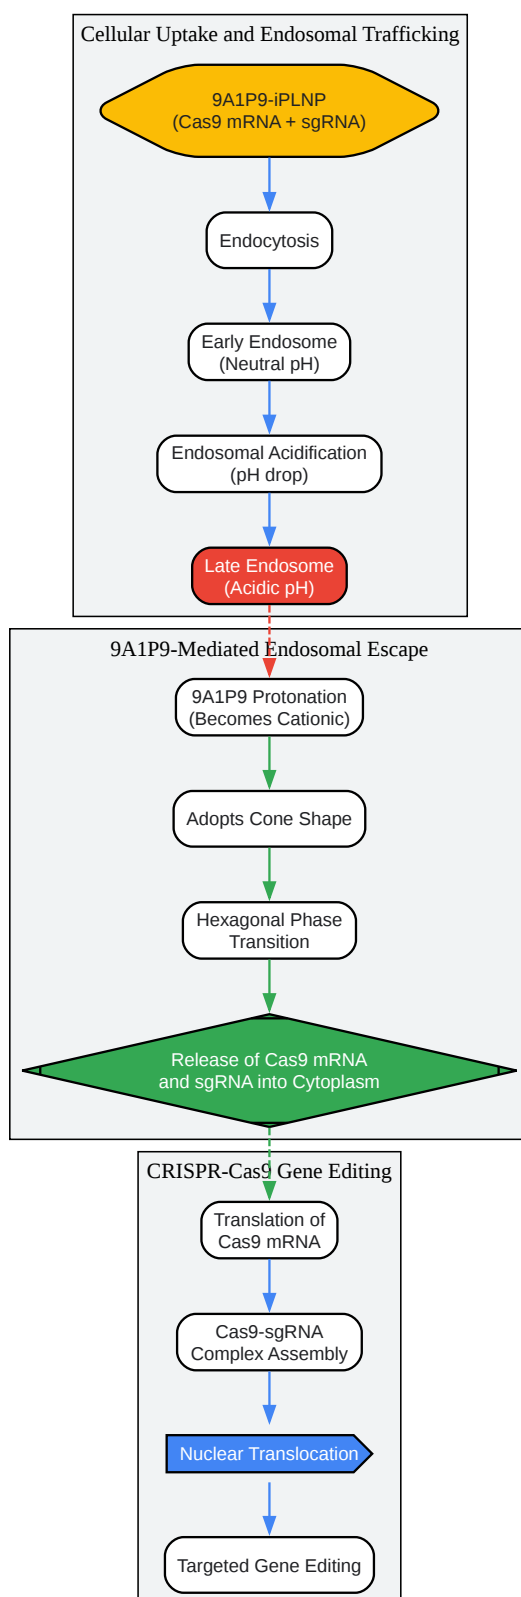 Cellular Uptake and Endosomal Trafficking
9A1P9-iPLNP
(Cas9 mRNA + sgRNA)
Endocytosis
Early Endosome
(Neutral pH)
Endosomal Acidification
(pH drop)
Late Endosome
(Acidic pH)
9A1P9-Mediated Endosomal Escape
9A1P9 Protonation
(Becomes Cationic)
Adopts Cone Shape
Hexagonal Phase
Transition
Release of Cas9 mRNA
and sgRNA into Cytoplasm
CRISPR-Cas9 Gene Editing
Translation of
Cas9 mRNA
Cas9-sgRNA
Complex Assembly
Nuclear Translocation
Targeted Gene Editing